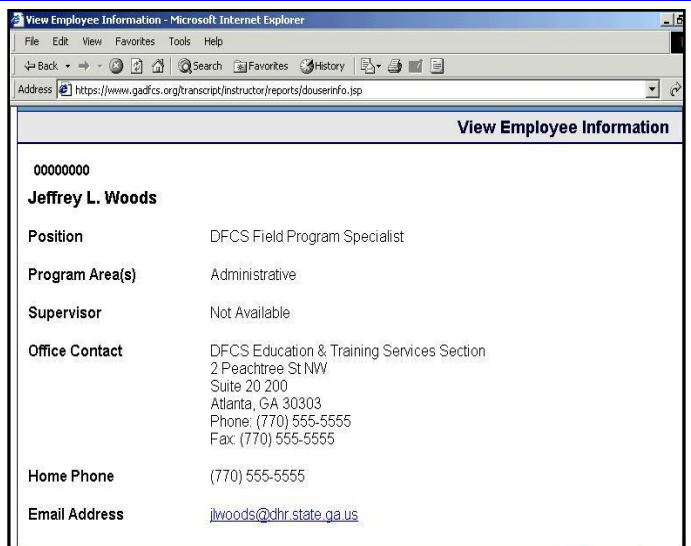 View Employee Information - Microsoft Internet Explorer
File Edit View Favorites Tools Help
Back Search Favorites History
Address https://www.gadfcs.org/transcript/instructor/reports/douserinfo.jsp
View Employee Information
00000000
Jeffrey L. Woods
Position DFCS Field Program Specialist
Program Area(s) Administrative
Supervisor Not Available
Office Contact DFCS Education & Training Services Section
2 Peachtree St NW
Suite 20 200
Atlanta, GA 30303
Phone: (770) 555-5555
Fax: (770) 555-5555
Home Phone (770) 555-5555
Email Address jlwoods@dhr.state.ga.us